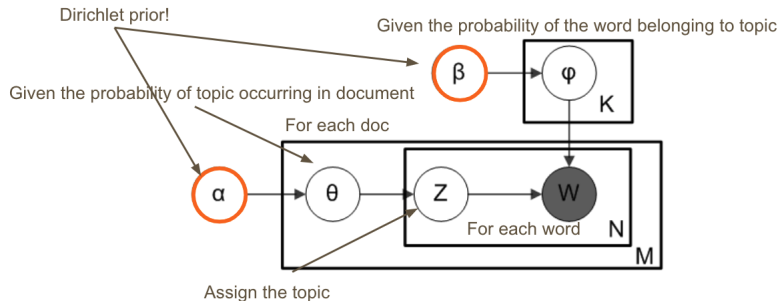 Dirichlet prior!
Given the probability of the word belonging to topic
β
φ
K
Given the probability of topic occurring in document
For each doc
α
θ
Z
W
For each word
N
M
Assign the topic